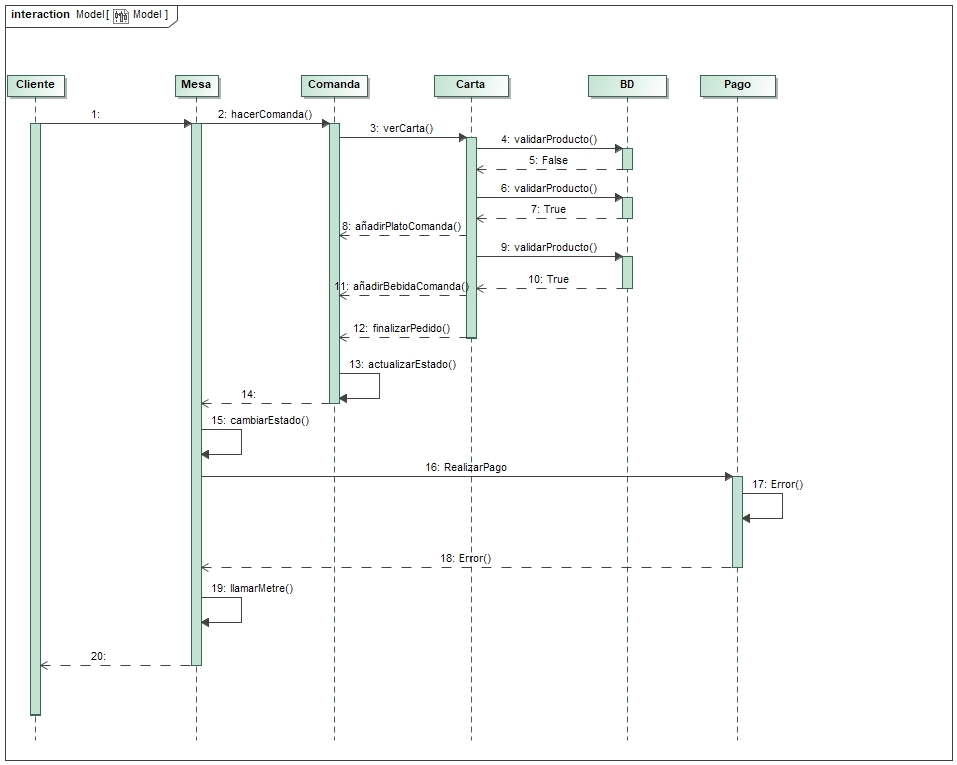 interaction Model[ Model ]
Cliente
Mesa
Comanda
Carta
BD
Pago
1:
2: hacerComanda()
3: verCarta()
4: validarProducto()
5: False
6: validarProducto()
7: True
8: añadirPlatoComanda()
9: validarProducto()
10: True
11: añadirBebidaComanda()
12: finalizarPedido()
13: actualizarEstado()
14:
15: cambiarEstado()
16: RealizarPago
17: Error()
18: Error()
19: llamarMetre()
20: